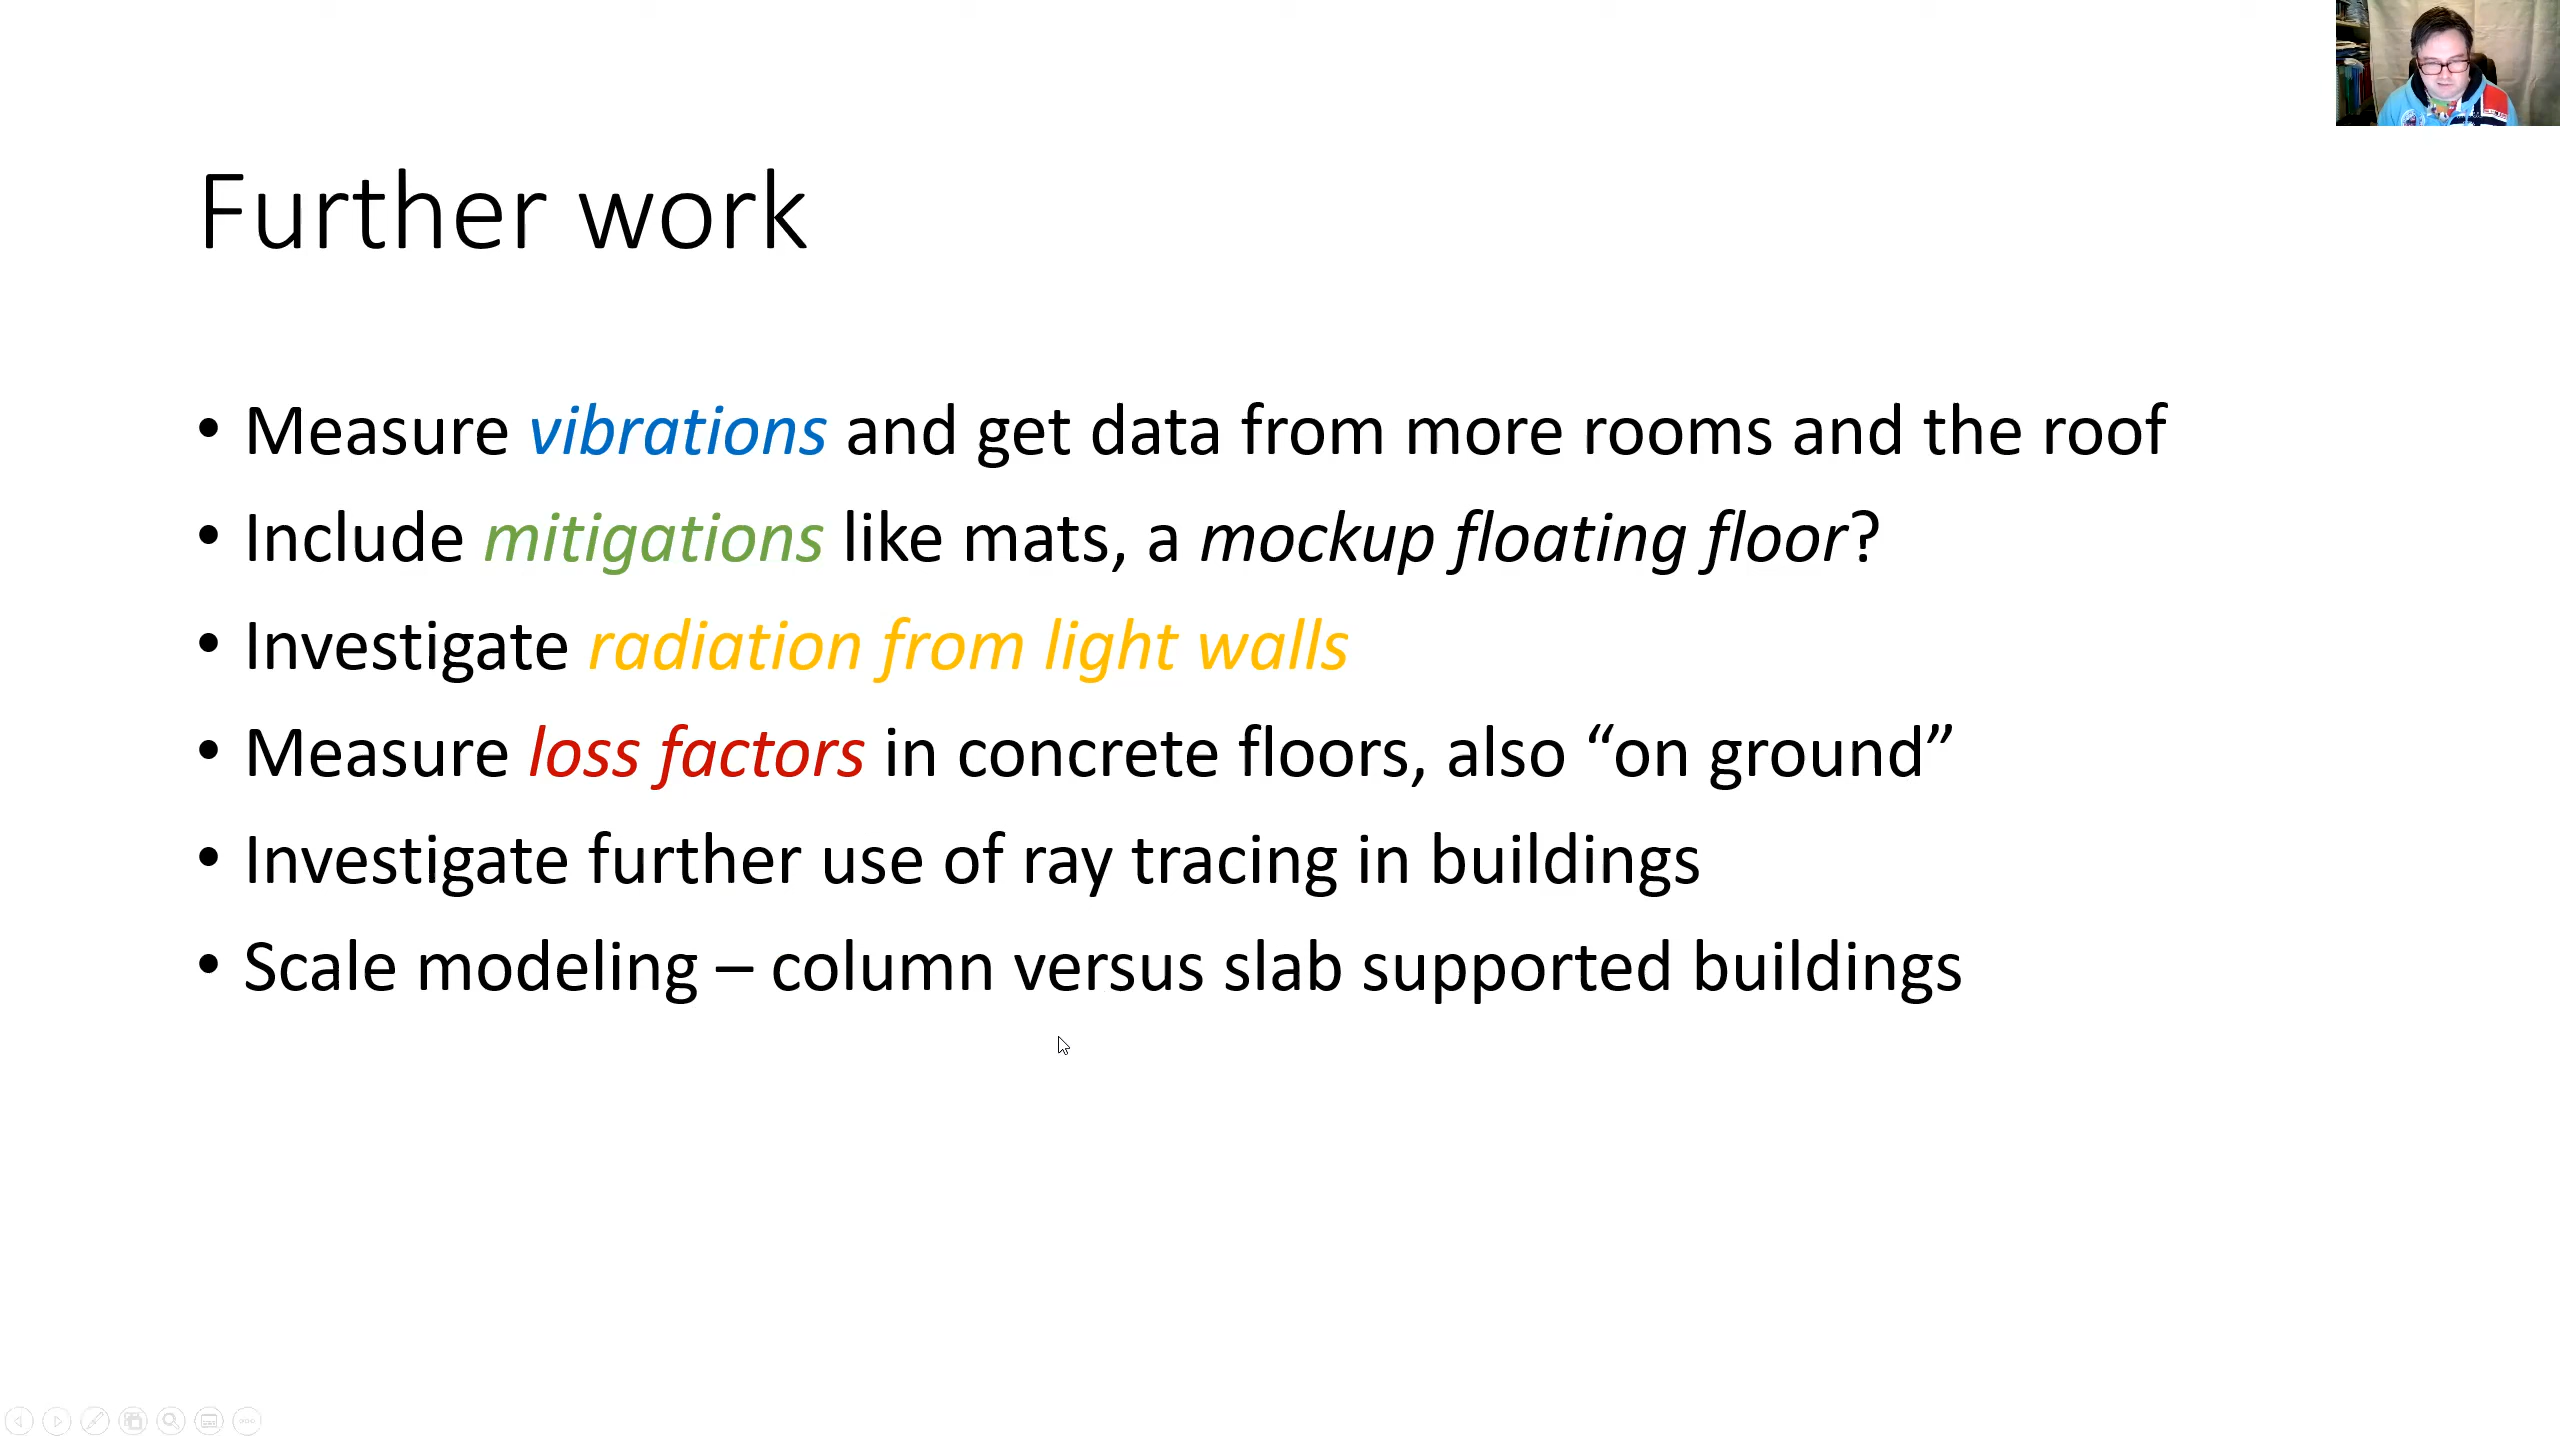 Further work
• Measure vibrations and get data from more rooms and the roof
• Include mitigations like mats, a mockup floating floor?
• Investigate radiation from light walls
• Measure loss factors in concrete floors, also “on ground”
• Investigate further use of ray tracing in buildings
• Scale modeling – column versus slab supported buildings